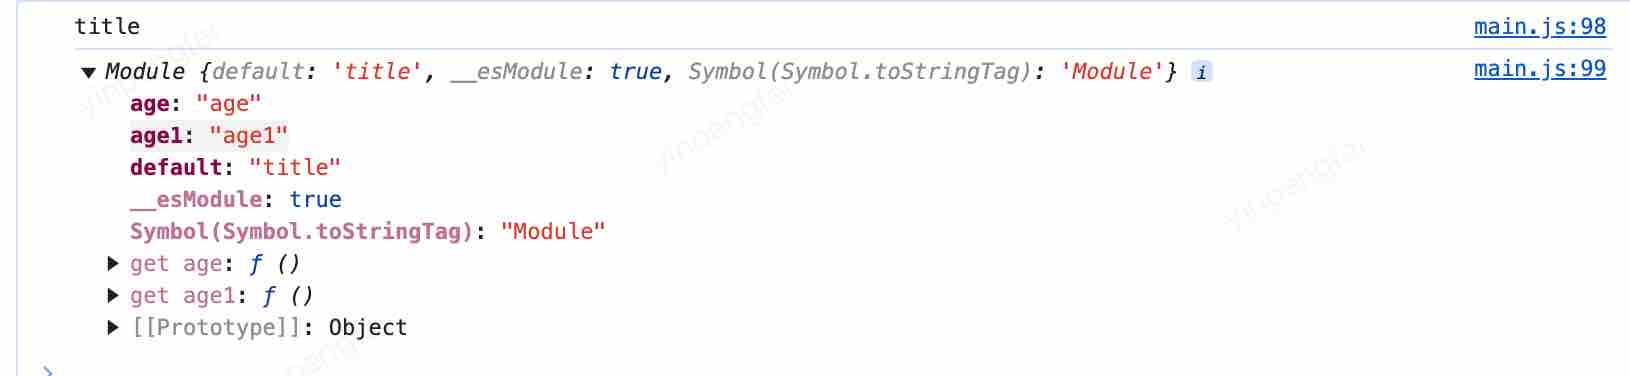 title main.js:98
▼ Module {default: 'title', __esModule: true, Symbol(Symbol.toStringTag): 'Module'} i main.js:99
age: "age"
age1: "age1"
default: "title"
__esModule: true
Symbol(Symbol.toStringTag): "Module"
▶ get age: ƒ ()
▶ get age1: ƒ ()
▶ [[Prototype]]: Object
>